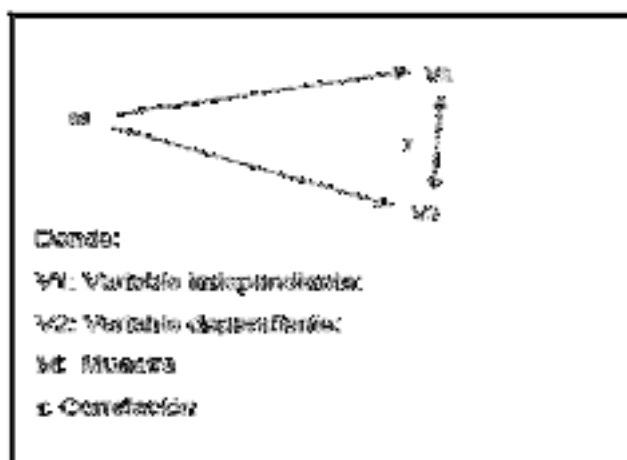 V1
M
r
V2
Donde:
V1: Variable independiente:
V2: Variable dependiente:
M: Muestra
r: Correlación